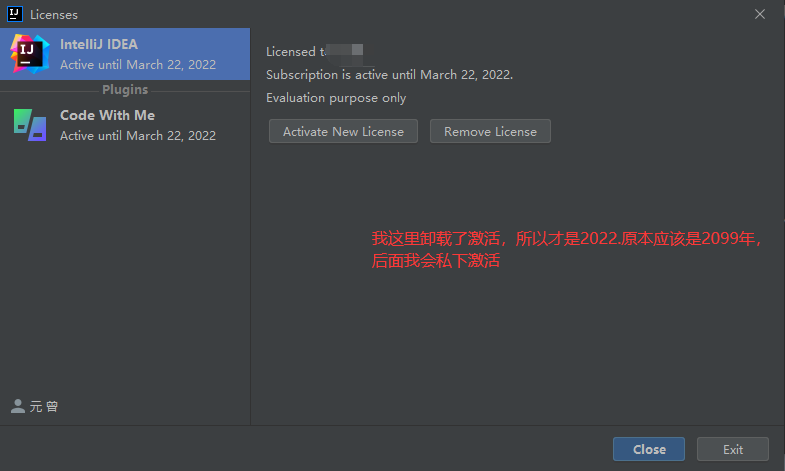 Licenses
IntelliJ IDEA
Active until March 22, 2022
Plugins
Code With Me
Active until March 22, 2022
元 曾
Licensed
Subscription is active until March 22, 2022.
Evaluation purpose only
Activate New License
Remove License
我这里卸载了激活，所以才是2022.原本应该是2099年，
后面我会私下激活
Close
Exit